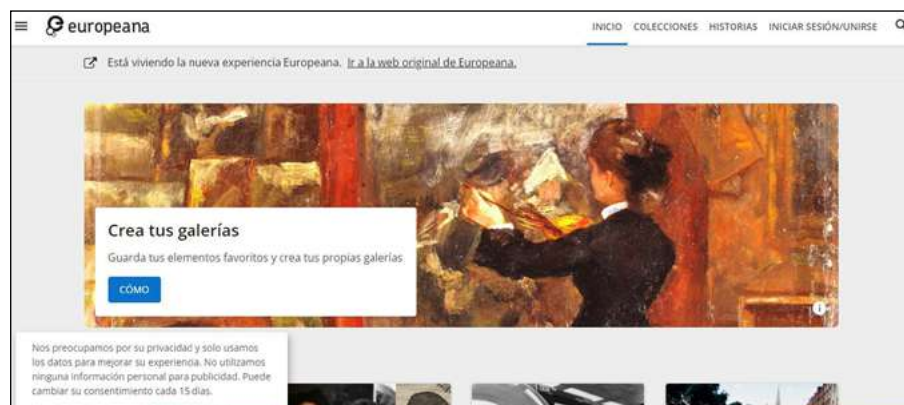 europeana
INICIO COLECCIONES HISTORIAS INICIAR SESIÓN/UNIRSE
Está viviendo la nueva experiencia Europeana. Ir a la web original de Europeana.
Crea tus galerías
Guarda tus elementos favoritos y crea tus propias galerías
CÓMO
Nos preocupamos por su privacidad y solo usamos
los datos para mejorar su experiencia. No utilizamos
ninguna información personal para publicidad. Puede
cambiar su consentimiento cada 15 días.